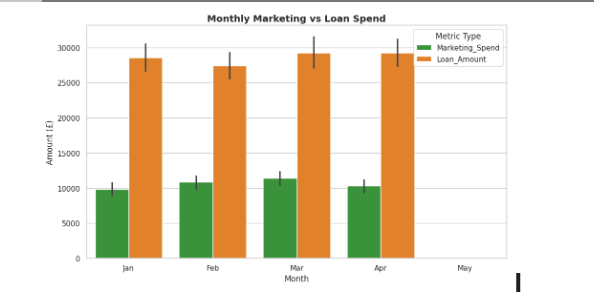 Monthly Marketing vs Loan Spend
Metric Type
Marketing_Spend
Loan_Amount
Amount (£)
30000
25000
20000
15000
10000
5000
0
Jan
Feb
Mar
Apr
May
Month